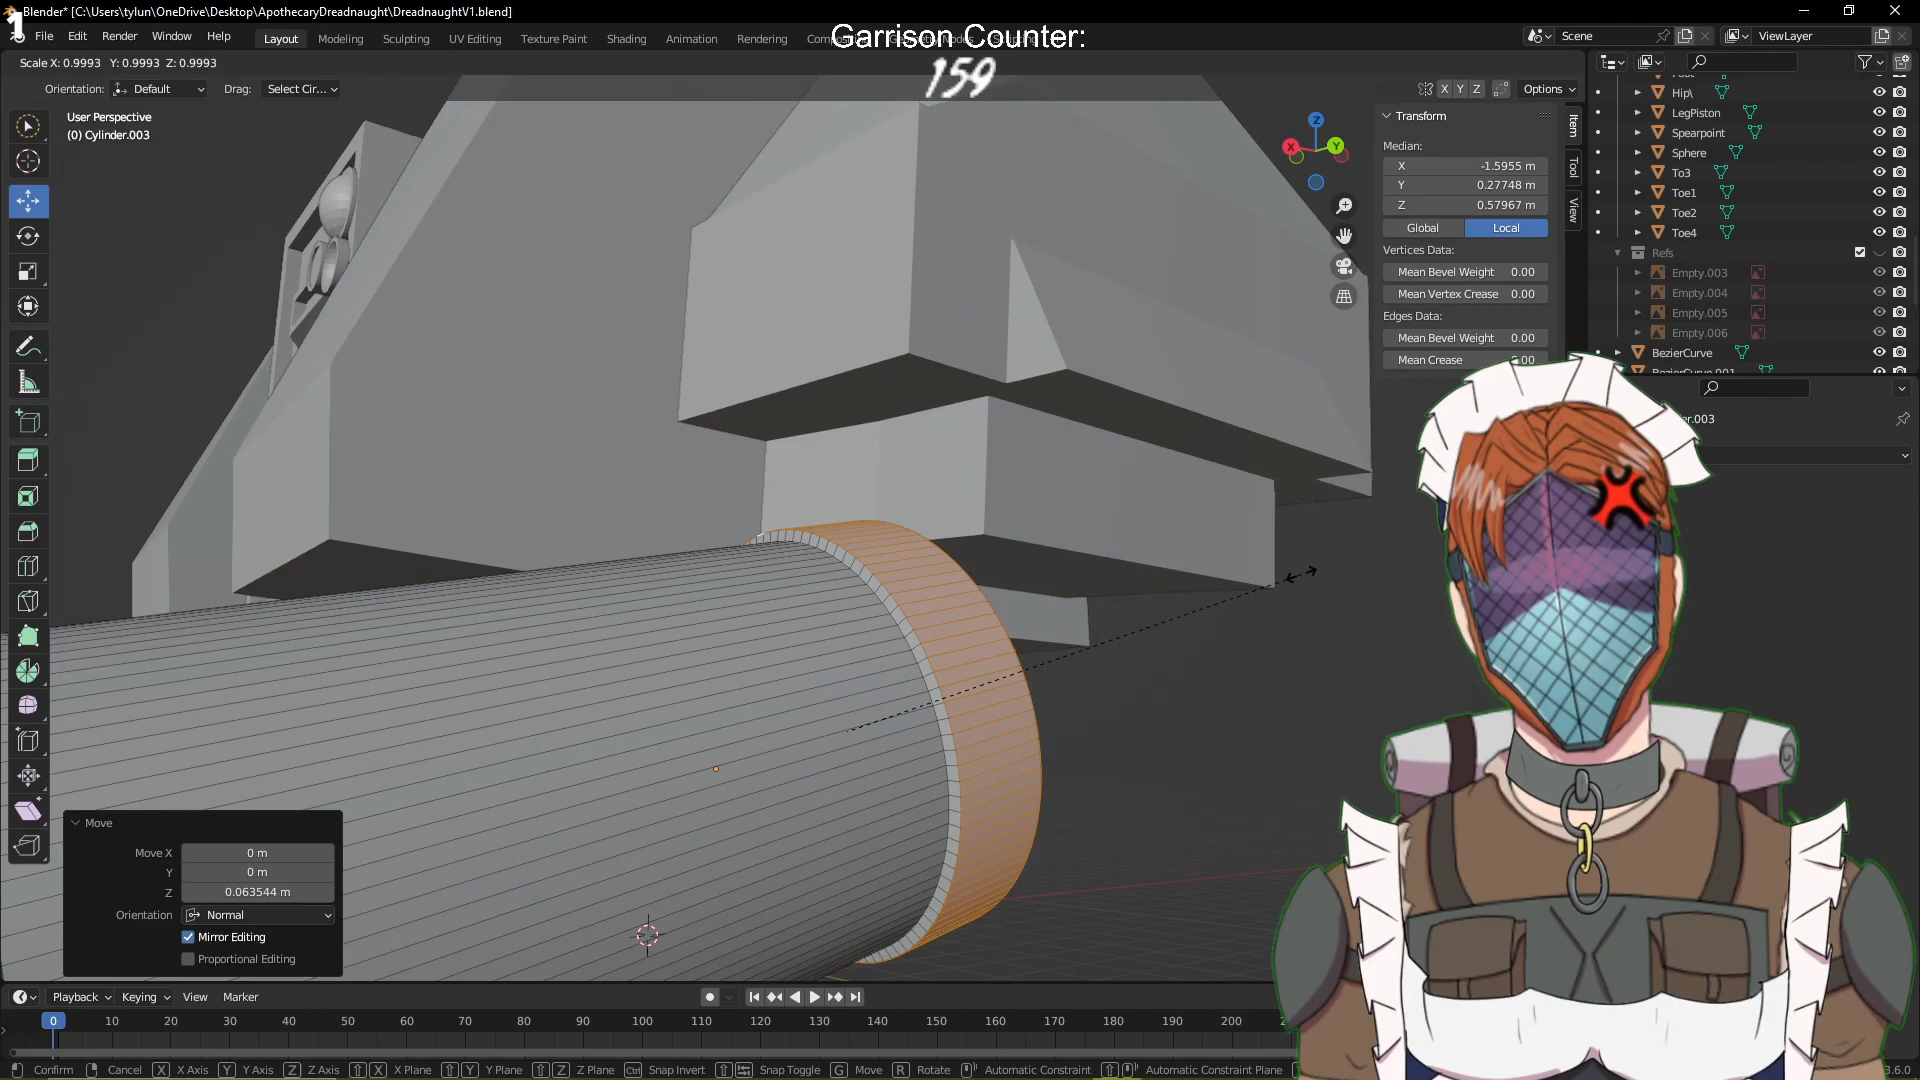 1
Blender* [C:\Users\tylun\OneDrive\Desktop\ApothecaryDreadnaught\DreadnaughtV1.blend]
File Edit Render Window Help
Layout Modeling Sculpting UV Editing Texture Paint Shading Animation Rendering
Garrison Counter:
159
Scene
ViewLayer
Scale X: 0.9993 Y: 0.9993 Z: 0.9993
Orientation: Default Drag: Select Cir...
X Y Z Options
User Perspective
(0) Cylinder.003
Z
X
Y
Transform
Median:
X -1.5955 m
Y 0.27748 m
Z 0.57967 m
Global Local
Vertices Data:
Mean Bevel Weight 0.00
Mean Vertex Crease 0.00
Edges Data:
Mean Bevel Weight 0.00
Mean Crease 0.00
Item
Tool
View
Hip\
LegPiston
Spearpoint
Sphere
To3
Toe1
Toe2
Toe4
Refs
Empty.003
Empty.004
Empty.005
Empty.006
BezierCurve
BezierCurve.001
Move
Move X 0 m
Y 0 m
Z 0.063544 m
Orientation Normal
Mirror Editing
Proportional Editing
Playback Keying View Marker
0 10 20 30 40 50 60 70 80 90 100 110 120 130 140 150 160 170 180 190 200
Confirm Cancel X X Axis Y Y Axis Z Z Axis X X Plane Y Y Plane Z Z Plane Ctrl Snap Invert Snap Toggle G Move R Rotate Automatic Constraint Automatic Constraint Plane
3.6.0